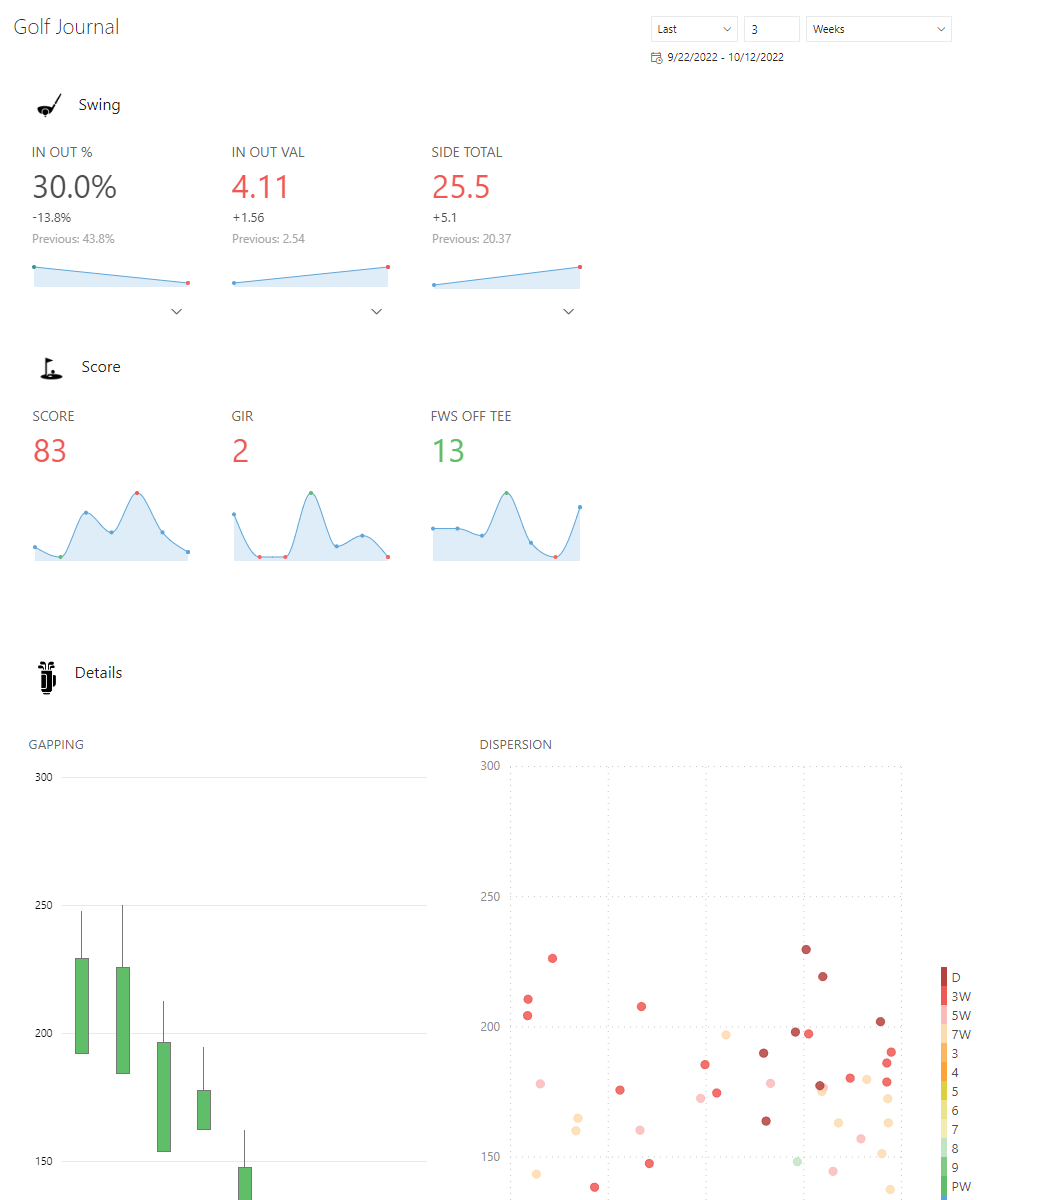 Golf Journal
Last 3 Weeks
9/22/2022 - 10/12/2022
Swing
IN OUT % IN OUT VAL SIDE TOTAL
30.0% 4.11 25.5
-13.8% +1.56 +5.1
Previous: 43.8% Previous: 2.54 Previous: 20.37
Score
SCORE GIR FWS OFF TEE
83 2 13
Details
GAPPING
300
250
200
150
DISPERSION
300
250
200
150
D
3W
5W
7W
3
4
5
6
7
8
9
PW